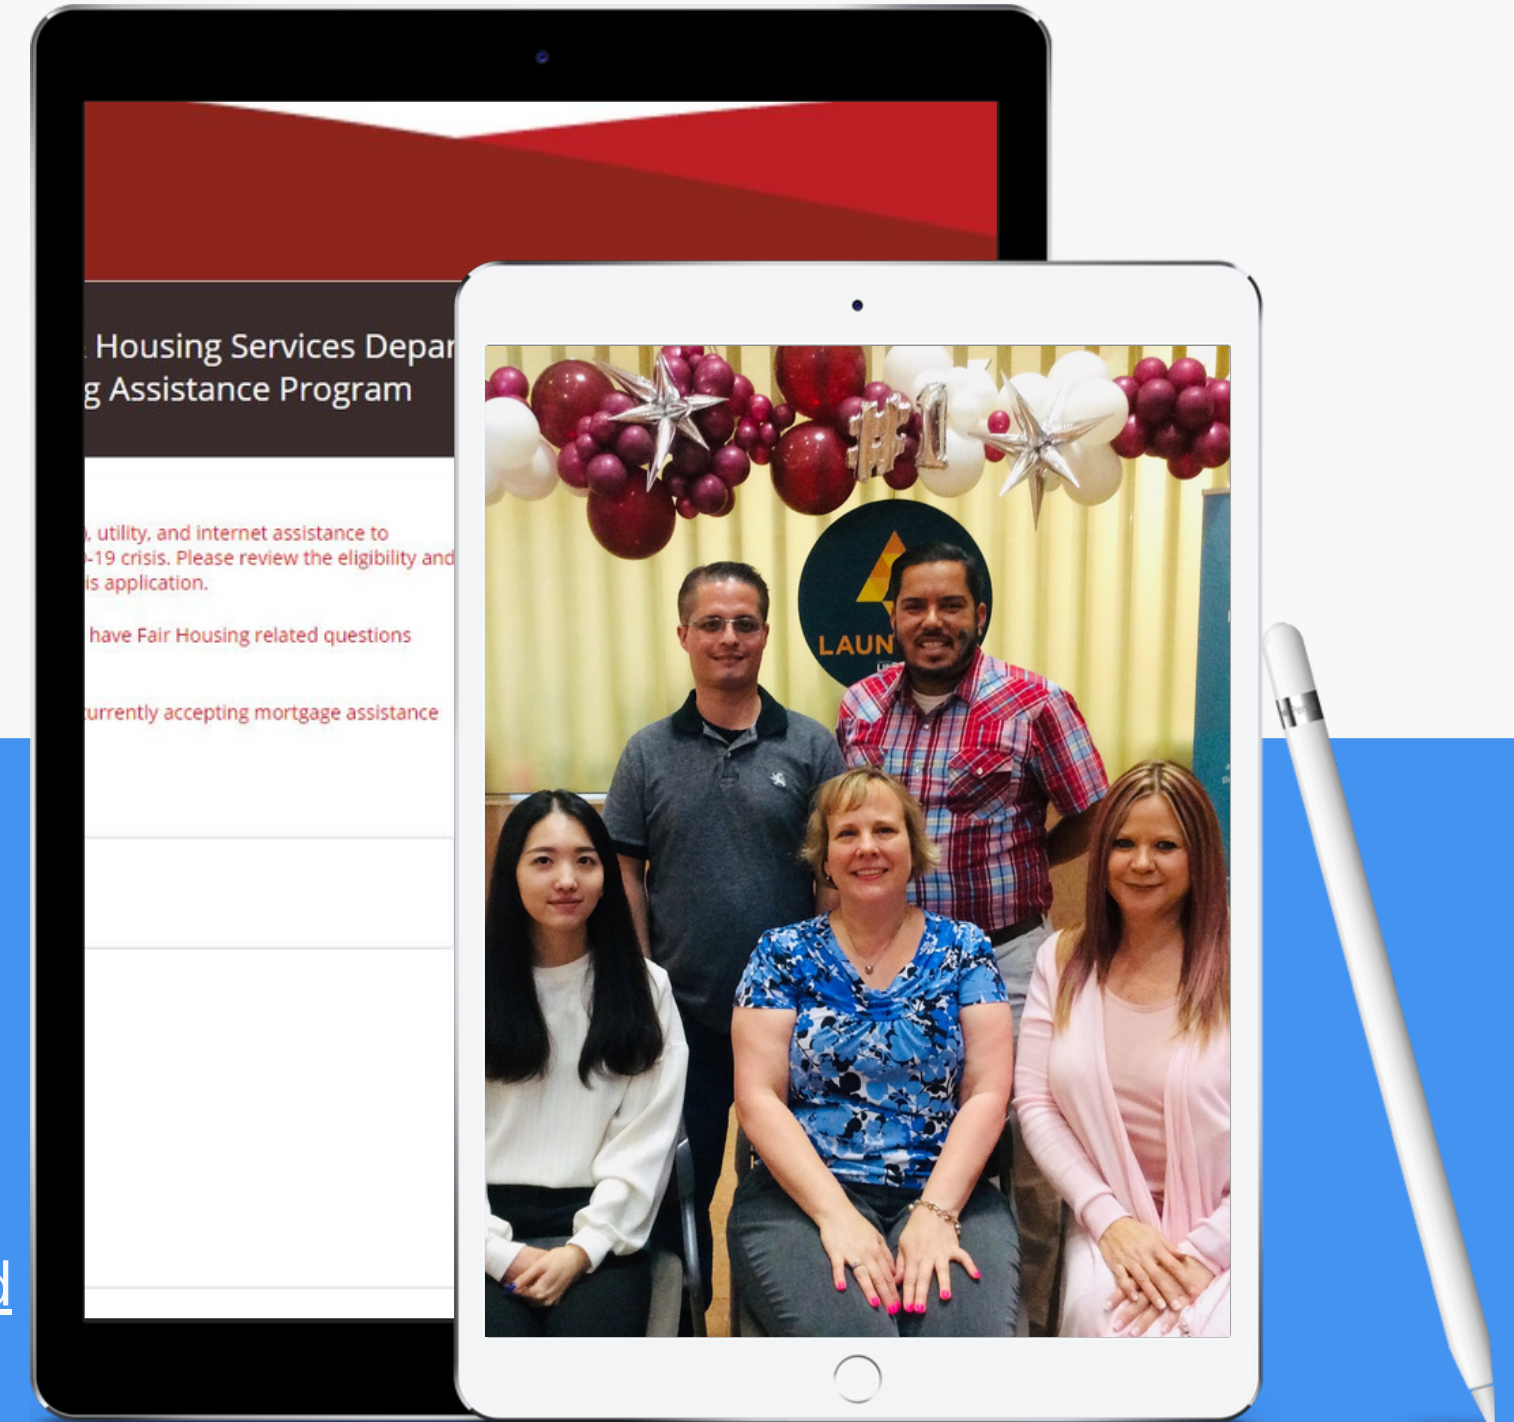 Housing Services Depar
g Assistance Program
, utility, and internet assistance to
-19 crisis. Please review the eligibility and
is application.
have Fair Housing related questions
urrently accepting mortgage assistance
#1
LAUN
d